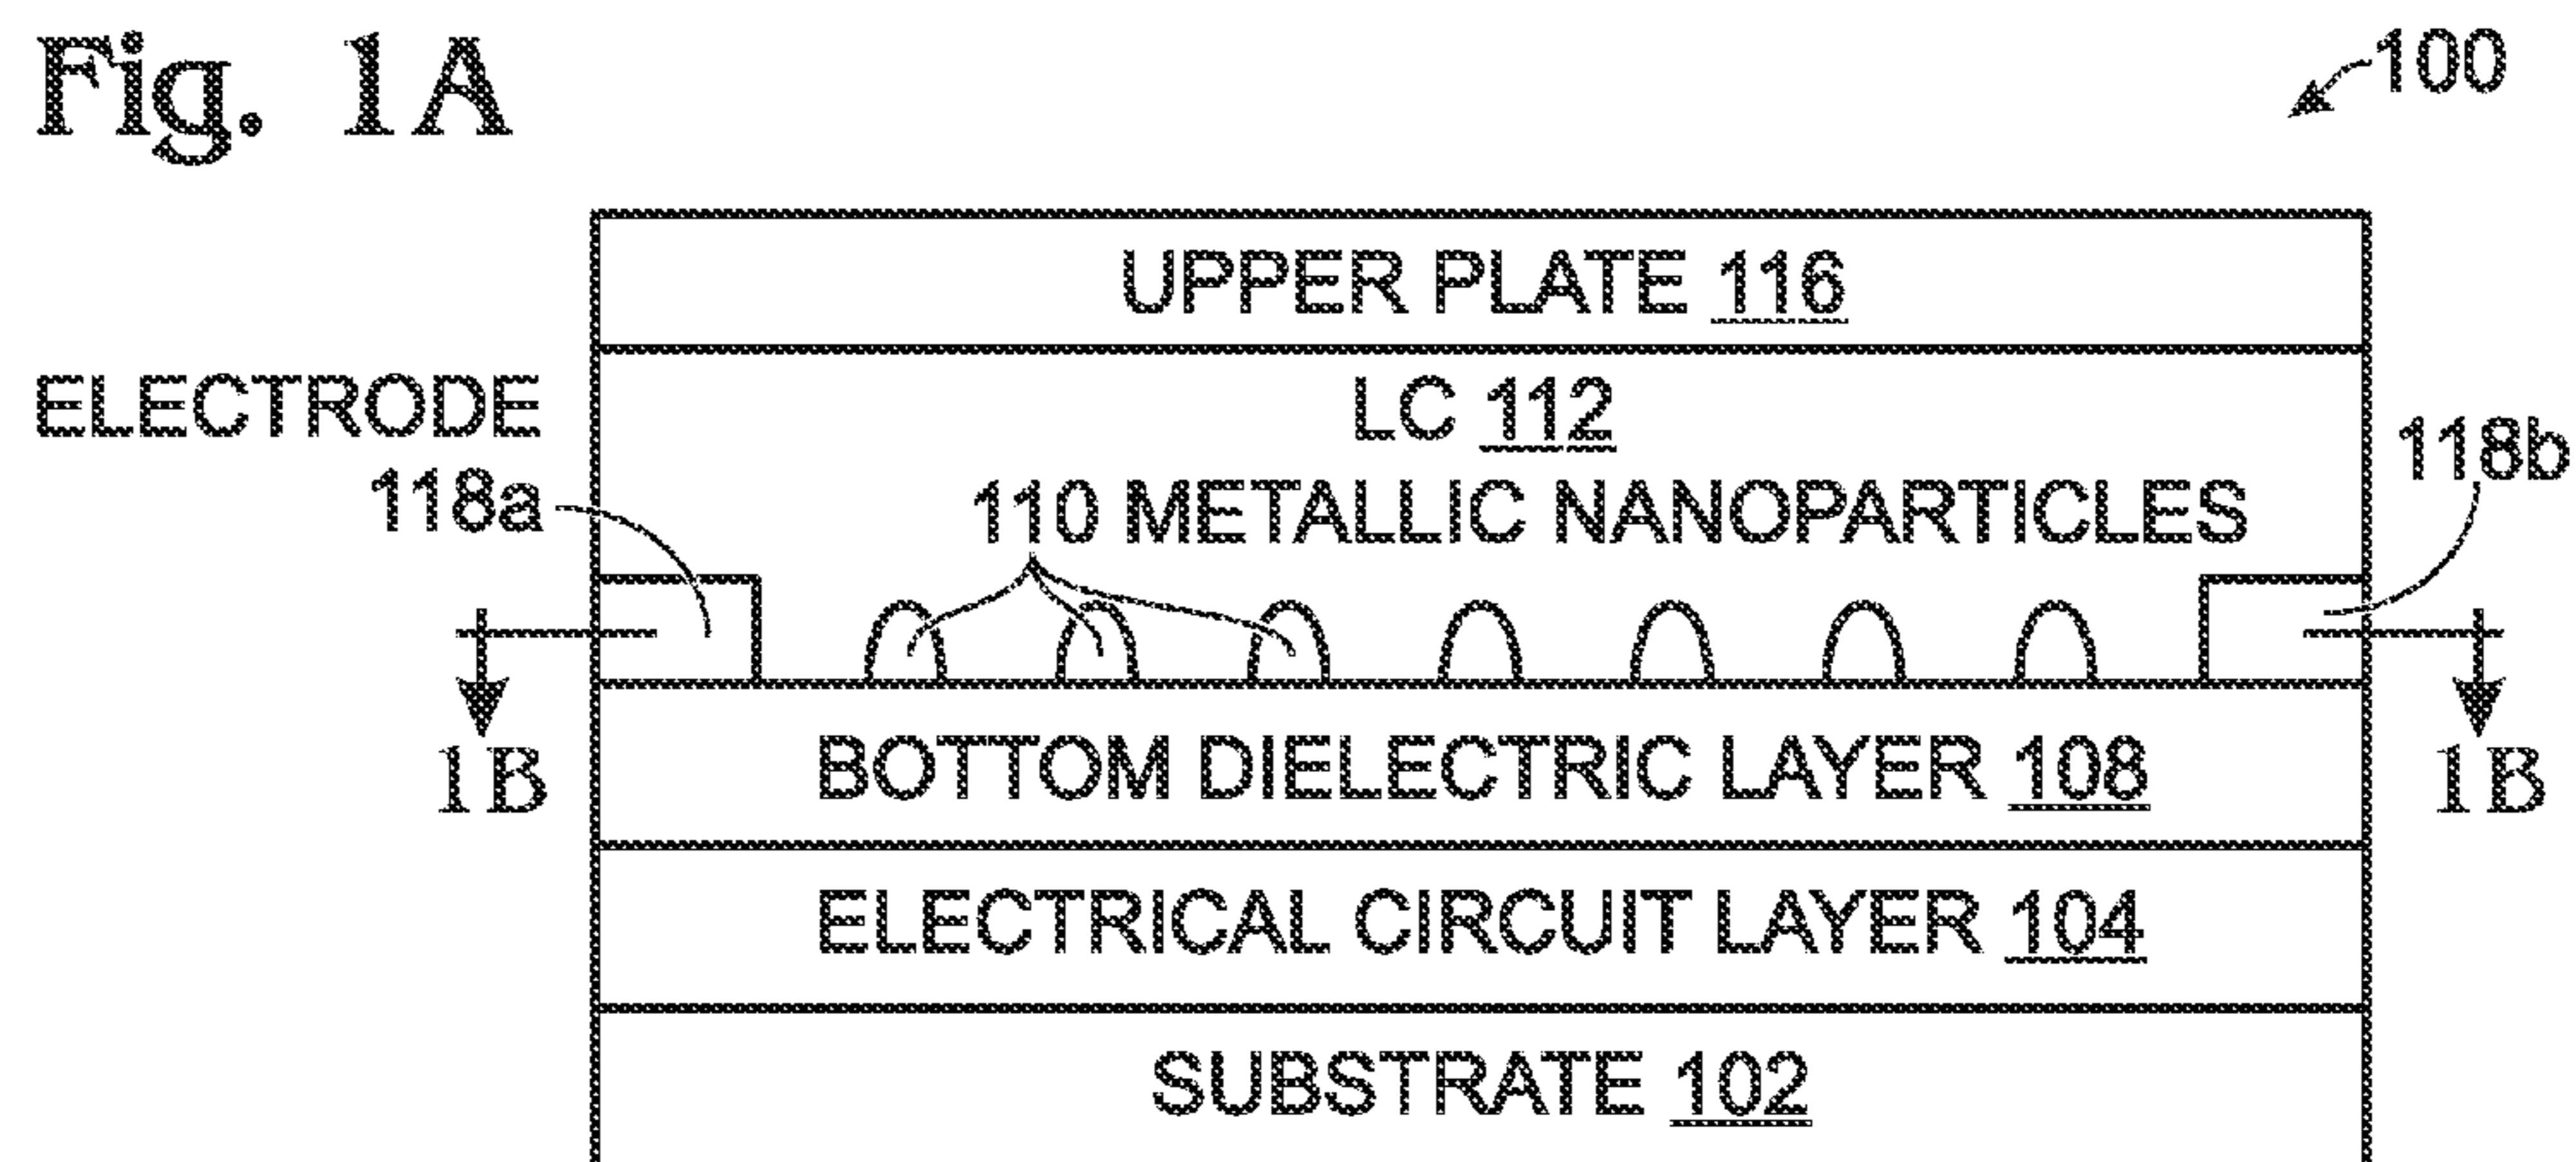 Fig. 1A
100
UPPER PLATE 116
ELECTRODE
118a
LC 112
118b
110 METALLIC NANOPARTICLES
1B
1B
BOTTOM DIELECTRIC LAYER 108
ELECTRICAL CIRCUIT LAYER 104
SUBSTRATE 102